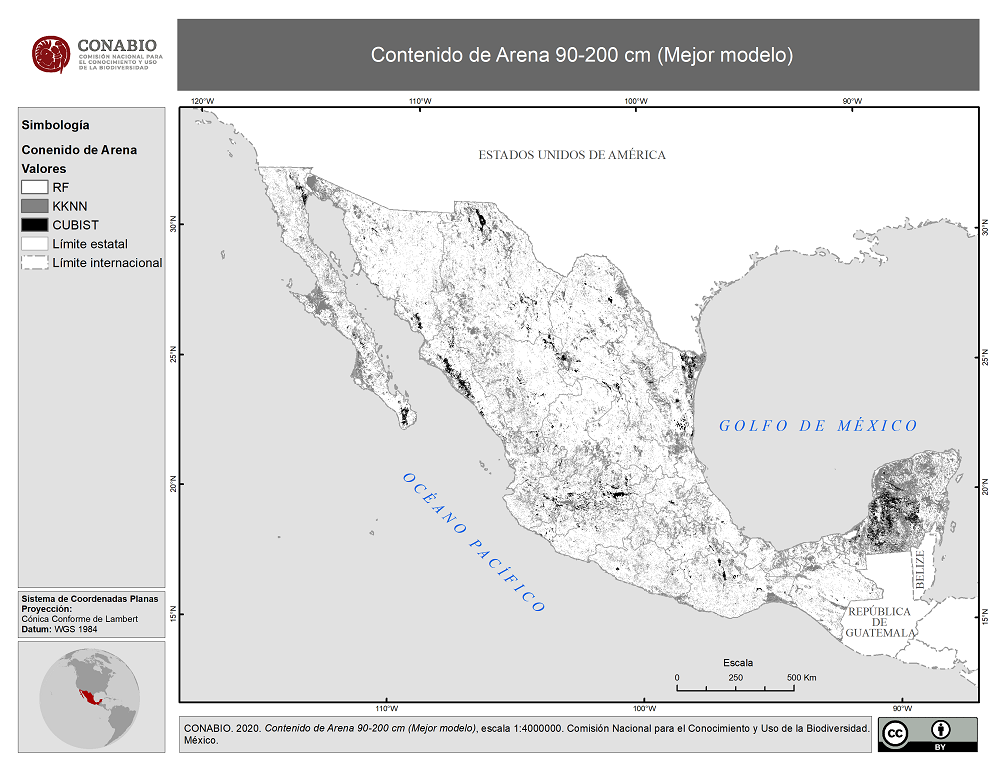 CONABIO
COMISIÓN NACIONAL PARA
EL CONOCIMIENTO Y USO
DE LA BIODIVERSIDAD
Contenido de Arena 90-200 cm (Mejor modelo)
Simbología
Conenido de Arena
Valores
RF
KKNN
CUBIST
Límite estatal
Límite internacional
120°W
110°W
100°W
90°W
30°N
25°N
20°N
15°N
30°N
25°N
20°N
15°N
ESTADOS UNIDOS DE AMÉRICA
GOLFO DE MÉXICO
OCÉANO PACÍFICO
BELIZE
REPÚBLICA
DE
GUATEMALA
Escala
0 250 500 Km
110°W
100°W
90°W
Sistema de Coordenadas Planas
Proyección:
Cónica Conforme de Lambert
Datum: WGS 1984
CONABIO. 2020. Contenido de Arena 90-200 cm (Mejor modelo), escala 1:4000000. Comisión Nacional para el Conocimiento y Uso de la Biodiversidad.
México.
cc
BY